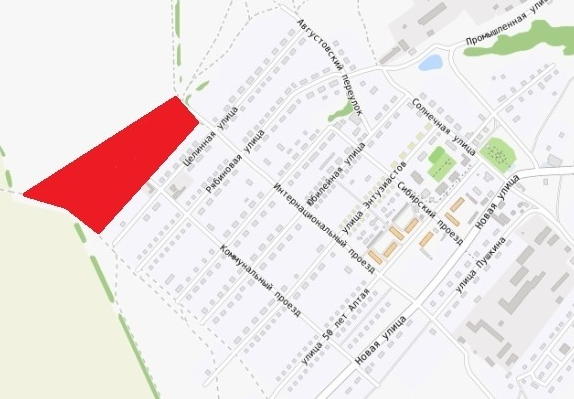 Августовский переулок
Промышленная ули
Целинная улица
Рябиновая улица
Солнечная улица
Юбилейная улица
улица Энтузиастов
Сибирский проезд
Новая улица
Интернациональный проезд
улица Пушкина
Коммунальный проезд
улица 50 лет Алтая
Новая улица